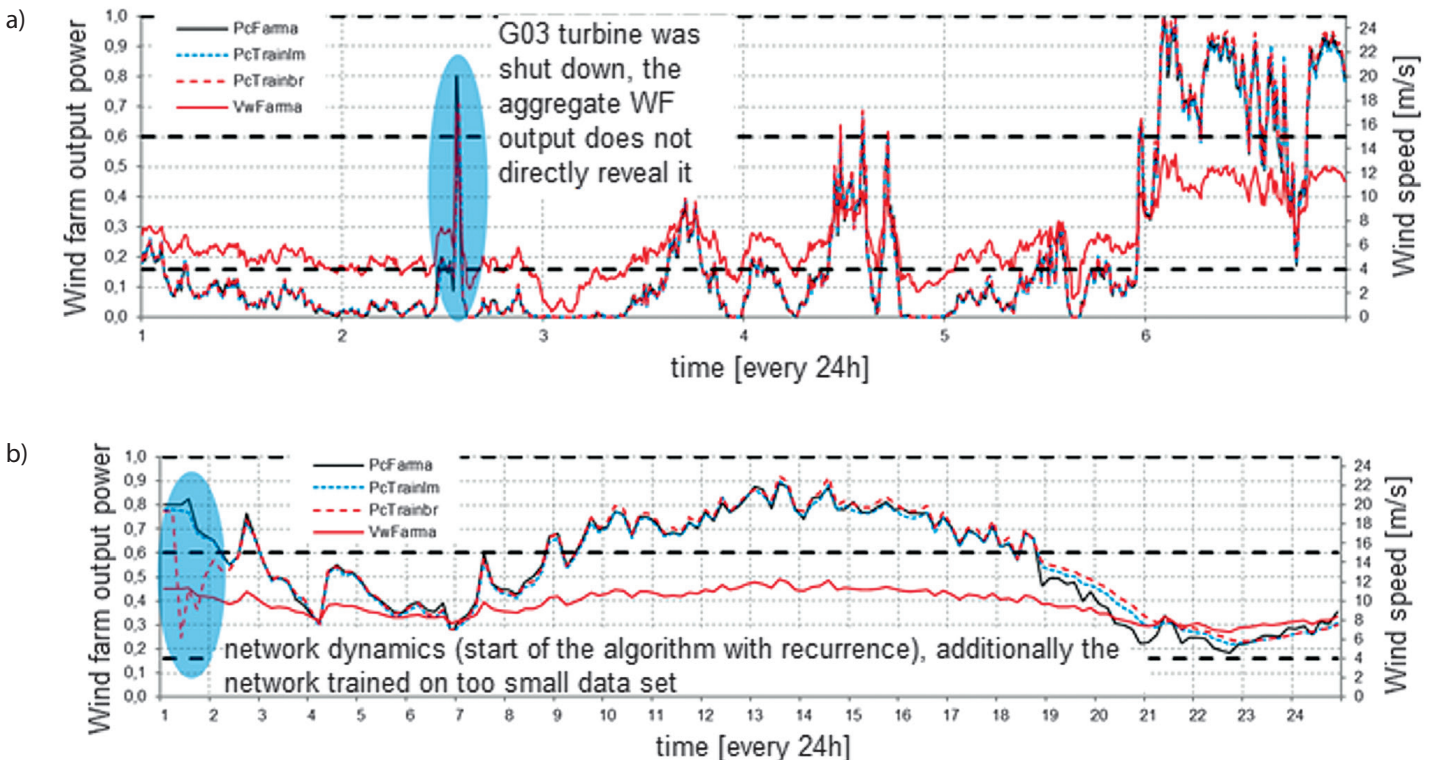 a)
Wind farm output power
1,0
0,9
0,8
0,7
0,6
0,5
0,4
0,3
0,2
0,1
0,0
PcFarma
PcTrainlm
PcTrainbr
VwFarma
G03 turbine was
shut down, the
aggregate WF
output does not
directly reveal it
24
22
20
18
16
14
12
10
8
6
4
2
0
Wind speed [m/s]
1 2 3 4 5 6
time [every 24h]
b)
Wind farm output power
1,0
0,9
0,8
0,7
0,6
0,5
0,4
0,3
0,2
0,1
0,0
PcFarma
PcTrainlm
PcTrainbr
VwFarma
network dynamics (start of the algorithm with recurrence), additionally the
network trained on too small data set
24
22
20
18
16
14
12
10
8
6
4
2
0
Wind speed [m/s]
1 2 3 4 5 6 7 8 9 10 11 12 13 14 15 16 17 18 19 20 21 22 23 24
time [every 24h]